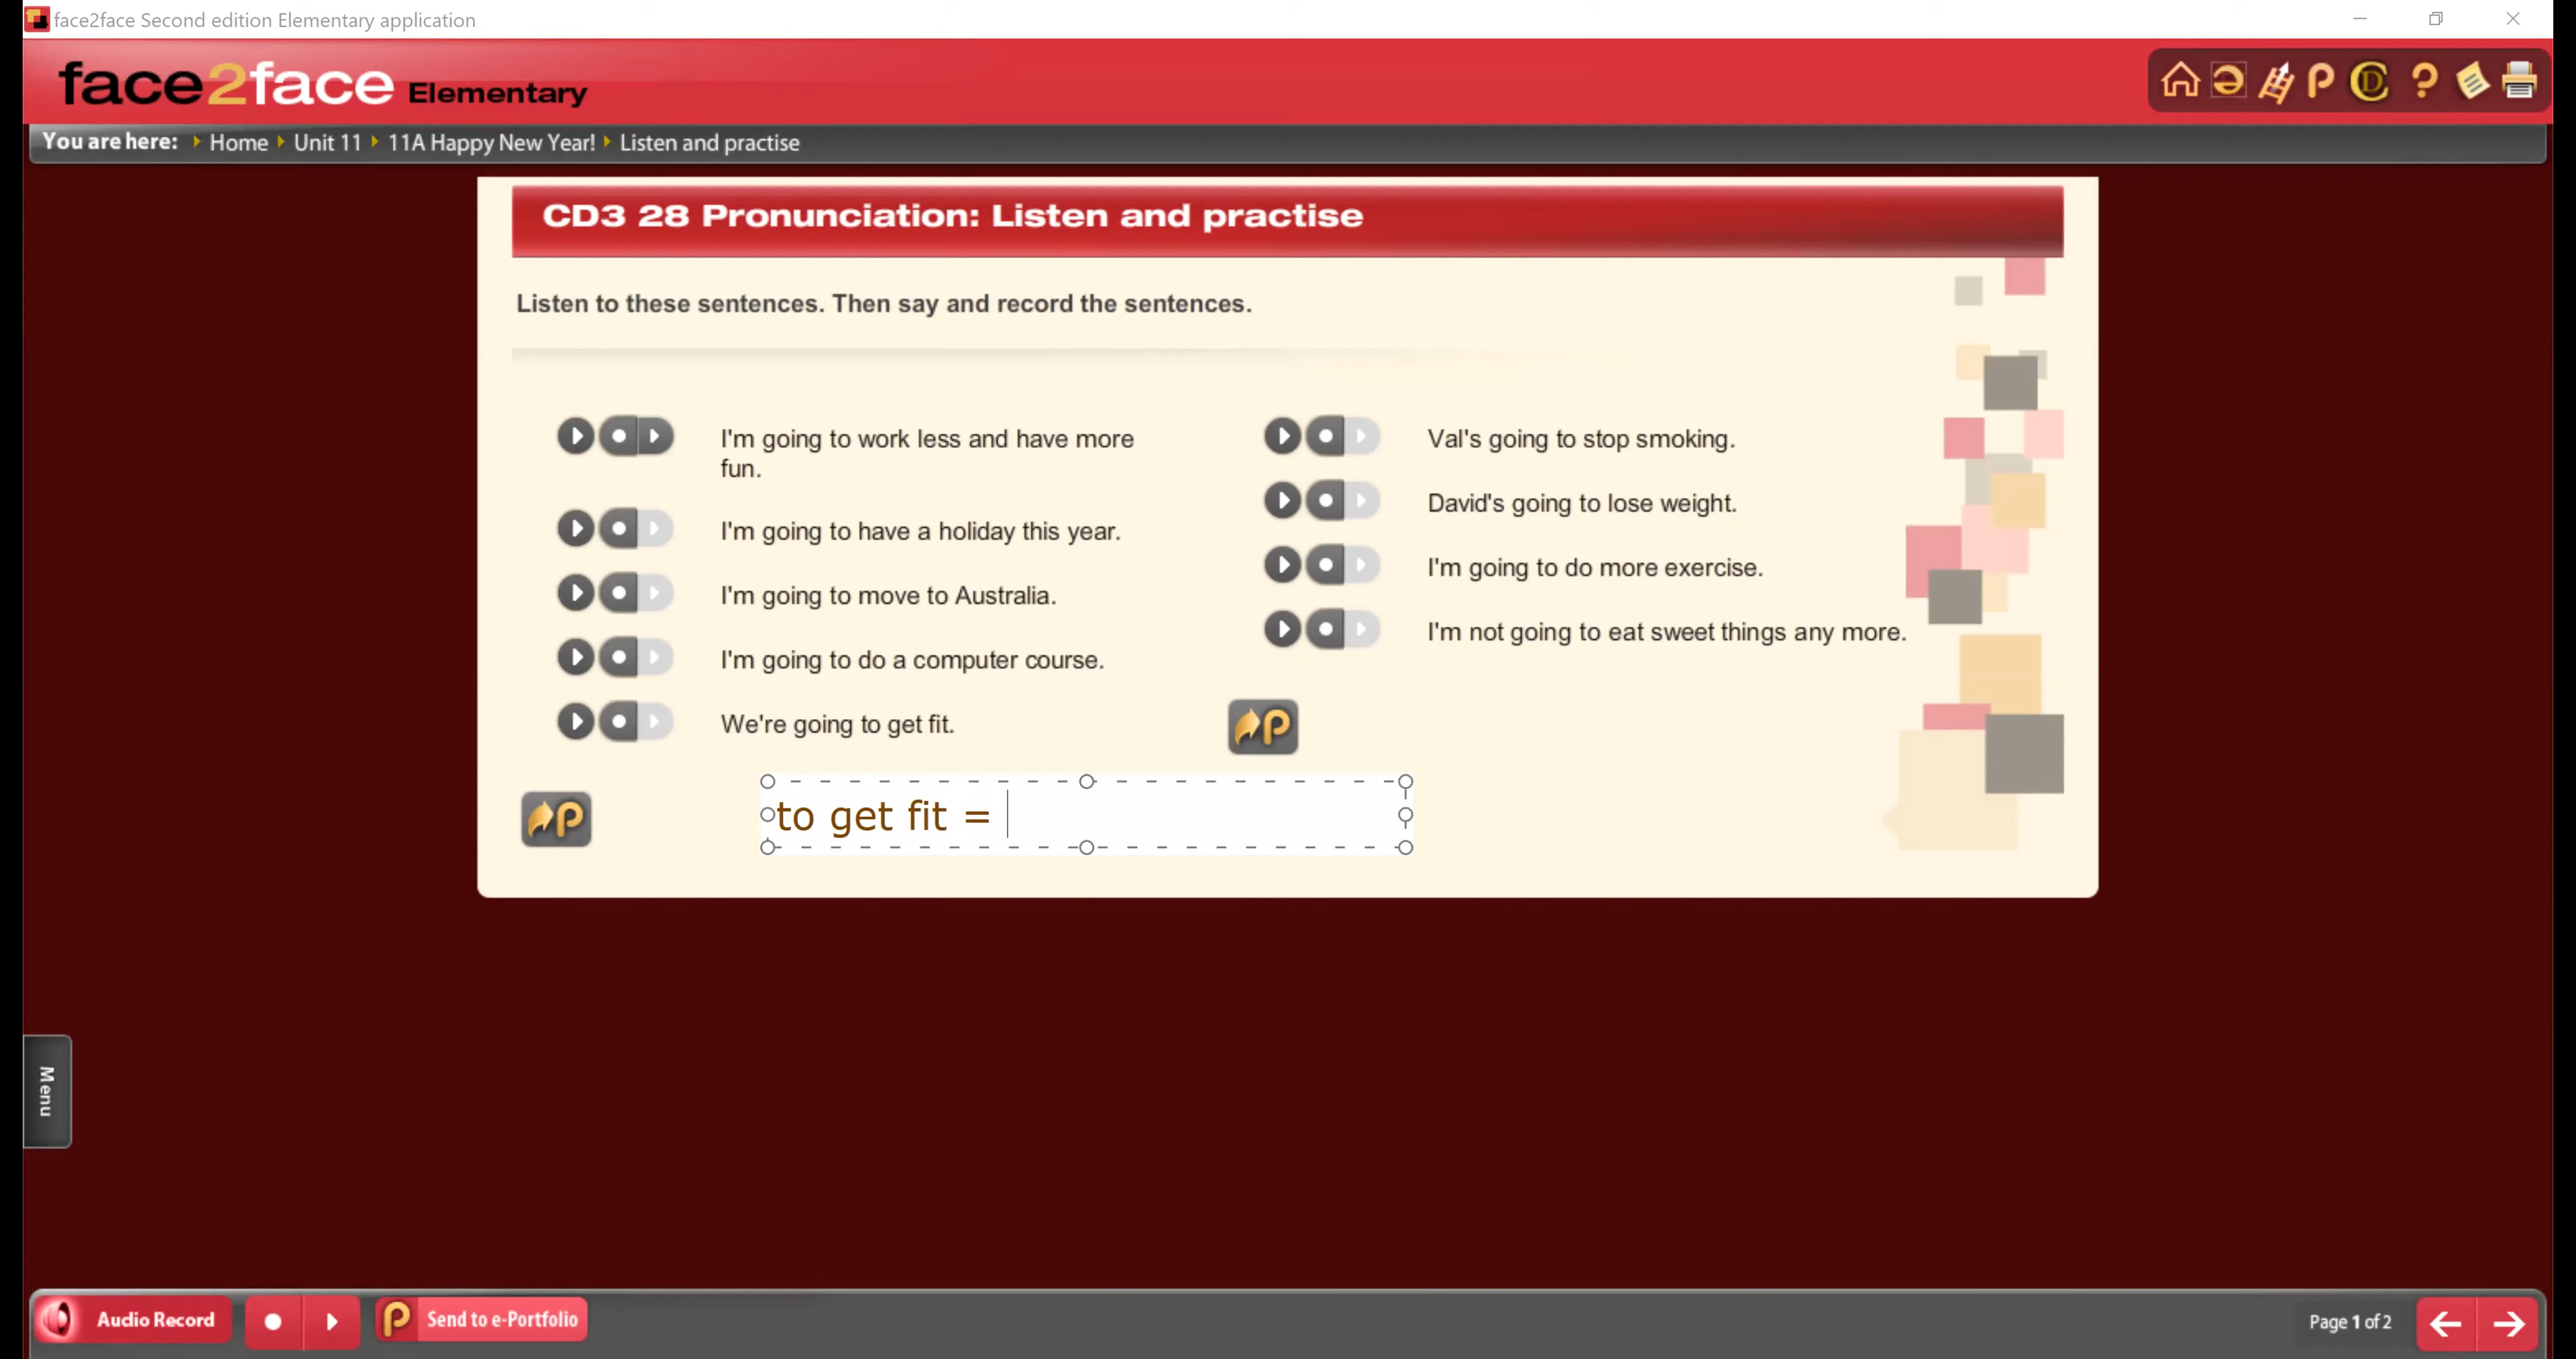 face2face Second edition Elementary application
face2face Elementary
You are here: Home Unit 11 11A Happy New Year! Listen and practise
CD3 28 Pronunciation: Listen and practise
Listen to these sentences. Then say and record the sentences.
I'm going to work less and have more
fun.
I'm going to have a holiday this year.
I'm going to move to Australia.
I'm going to do a computer course.
We're going to get fit.
Val's going to stop smoking.
David's going to lose weight.
I'm going to do more exercise.
I'm not going to eat sweet things any more.
to get fit =
Menu
Audio Record
Send to e-Portfolio
Page 1 of 2